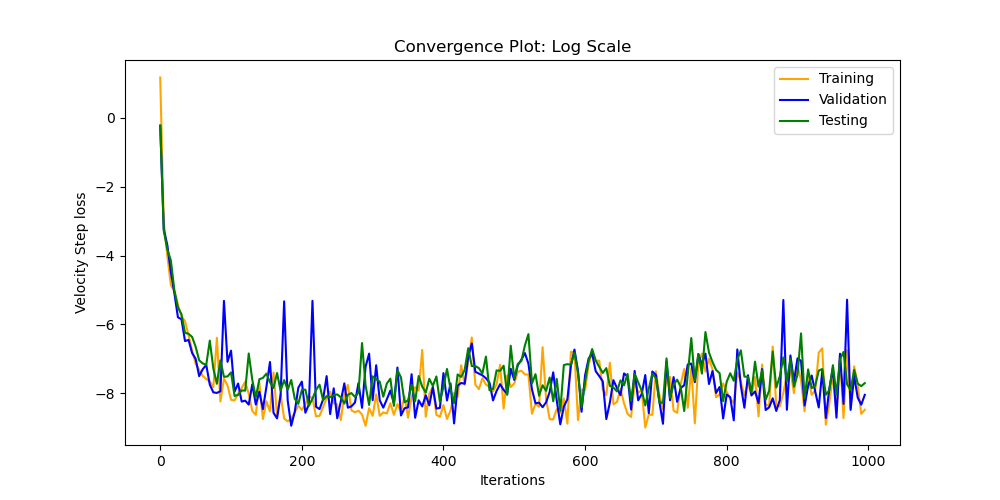 Convergence Plot: Log Scale
Training
Validation
Testing
Velocity Step loss
0
−2
−4
−6
−8
0
200
400
600
800
1000
Iterations